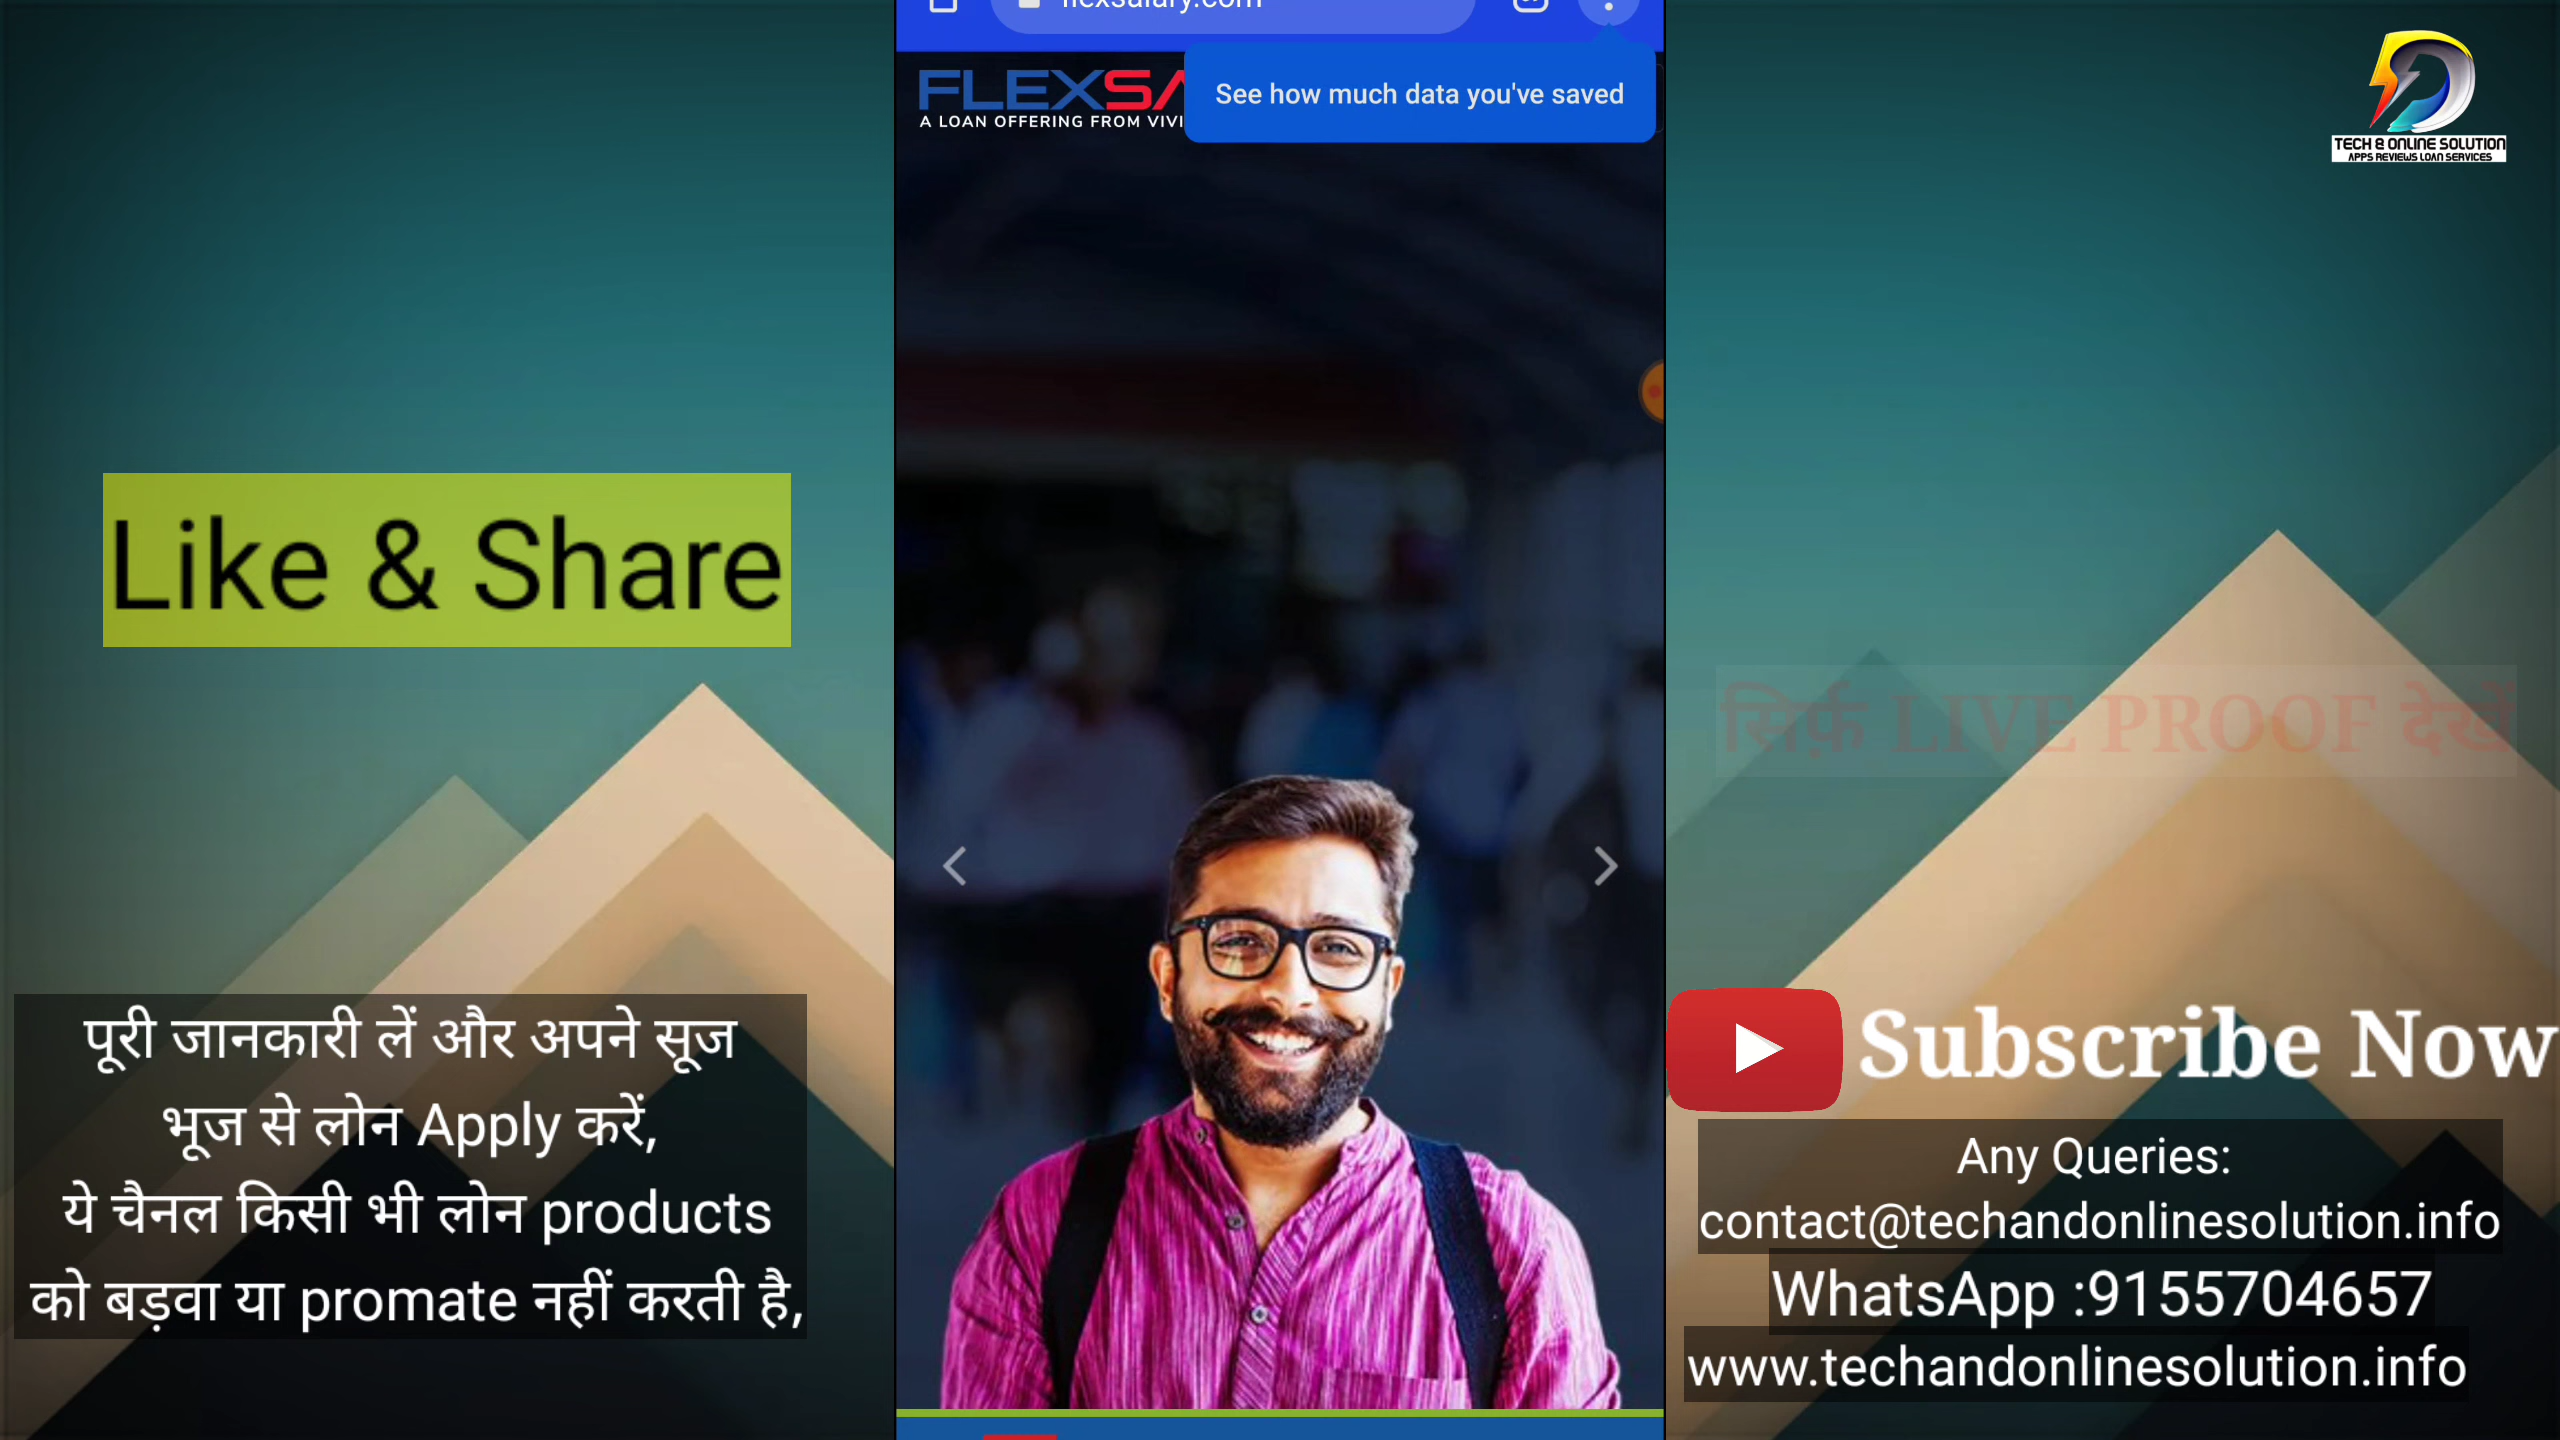 flexsalary.com
FLEXSA
A LOAN OFFERING FROM VIVI
See how much data you've saved
TECH & ONLINE SOLUTION
APPS REVIEWS LOAN SERVICES
Like & Share
सिर्फ़ LIVE PROOF देखें
पूरी जानकारी लें और अपने सूज
भूज से लोन Apply करें,
ये चैनल किसी भी लोन products
को बड़वा या promate नहीं करती है,
Subscribe Now
Any Queries:
contact@techandonlinesolution.info
WhatsApp :9155704657
www.techandonlinesolution.info